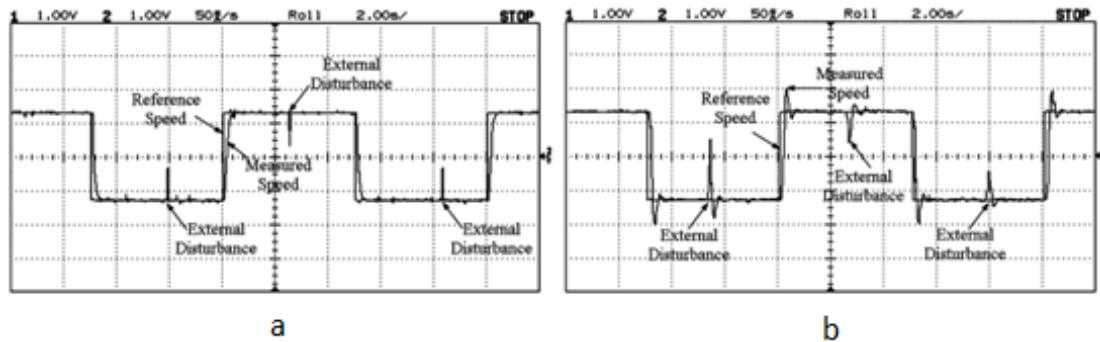 1 1.00V 2 1.00V 50%/s Roll 2.00s/ STOP
External
Disturbance
Reference
Speed
Measured
Speed
External
Disturbance
External
Disturbance
a
1 1.00V 2 1.00V 50%/s Roll 2.00s/ STOP
Measured
Speed
Reference
Speed
External
Disturbance
External
Disturbance
External
Disturbance
b